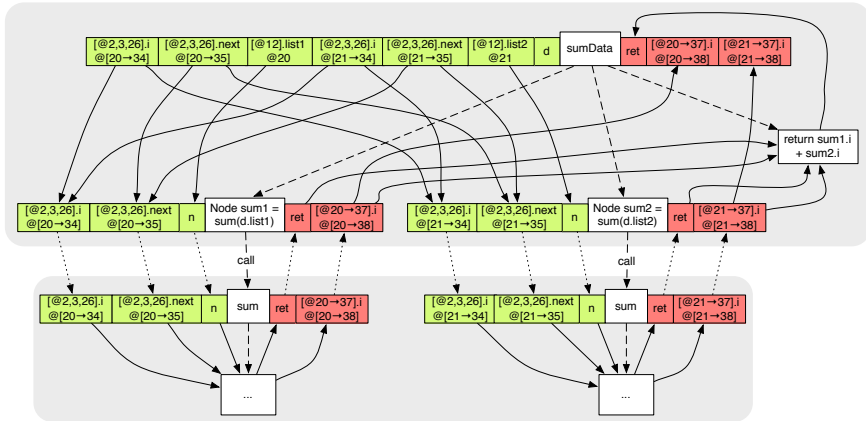 [@2,3,26].i [@2,3,26].next [@12].list1 [@2,3,26].i [@2,3,26].next [@12].list2 d sumData ret [@20→37].i [@21→37].i
@[20→34] @[20→35] @20 @[21→34] @[21→35] @21 @[20→38] @[21→38]
return sum1.i
+ sum2.i
[@2,3,26].i [@2,3,26].next n Node sum1 = ret [@20→37].i [@2,3,26].i [@2,3,26].next n Node sum2 = ret [@21→37].i
@[20→34] @[20→35] sum(d.list1) @[20→38] @[21→34] @[21→35] sum(d.list2) @[21→38]
call call
[@2,3,26].i [@2,3,26].next n sum ret [@20→37].i [@2,3,26].i [@2,3,26].next n sum ret [@21→37].i
@[20→34] @[20→35] @[20→38] @[21→34] @[21→35] @[21→38]
... ...